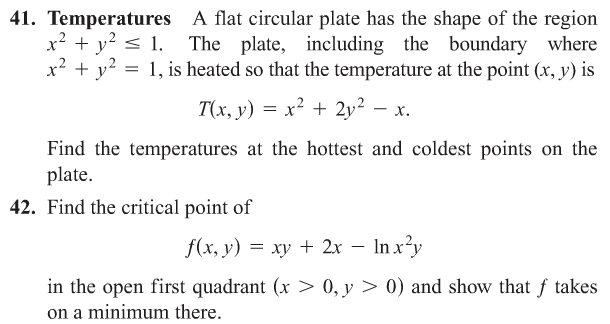 41. Temperatures A flat circular plate has the shape of the region
x² + y² ≤ 1. The plate, including the boundary where
x² + y² = 1, is heated so that the temperature at the point (x, y) is
T(x, y) = x² + 2y² − x.
Find the temperatures at the hottest and coldest points on the
plate.
42. Find the critical point of
f(x, y) = xy + 2x − ln x²y
in the open first quadrant (x > 0, y > 0) and show that f takes
on a minimum there.